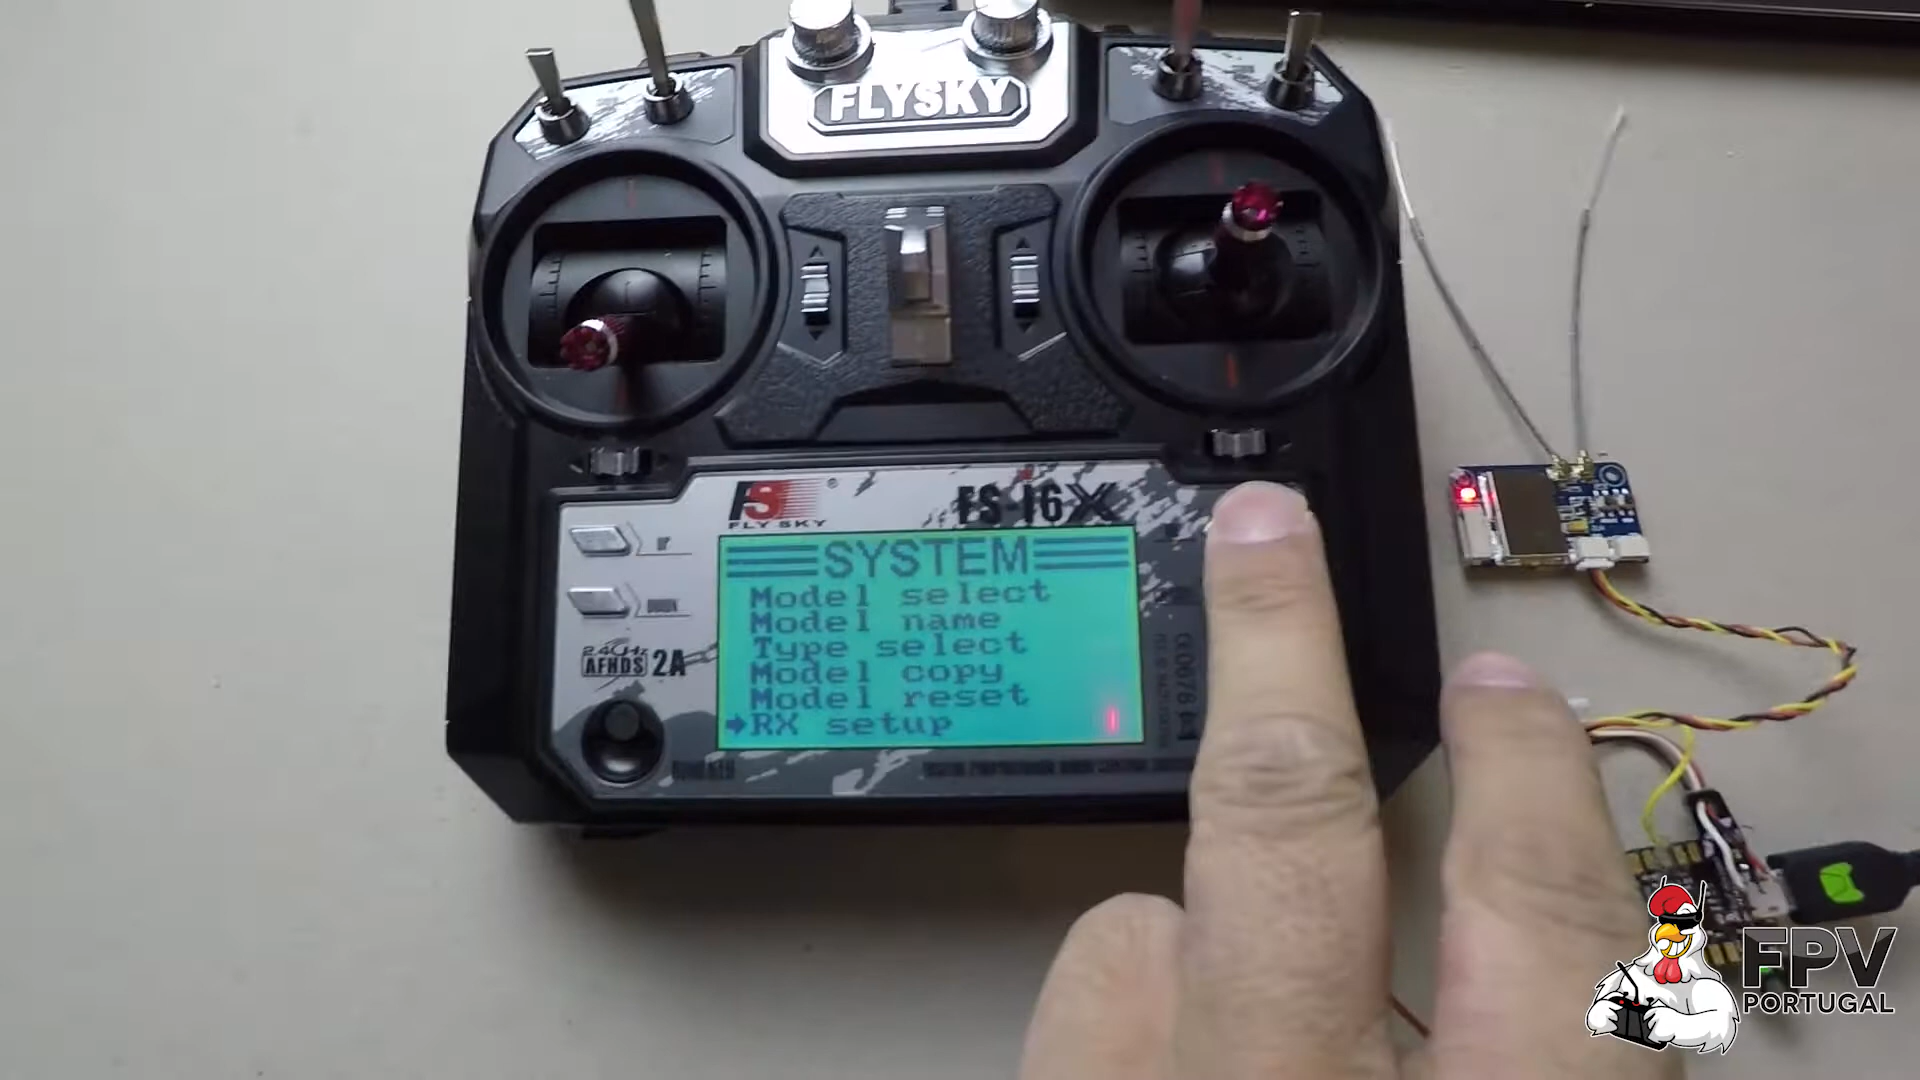 FLYSKY
FS
®
FLY SKY
FS-i6X
UP
DOWN
2.4GHz
AFHDS 2A
SYSTEM
Model select
Model name
Type select
Model copy
Model reset
RX setup
FPV
PORTUGAL